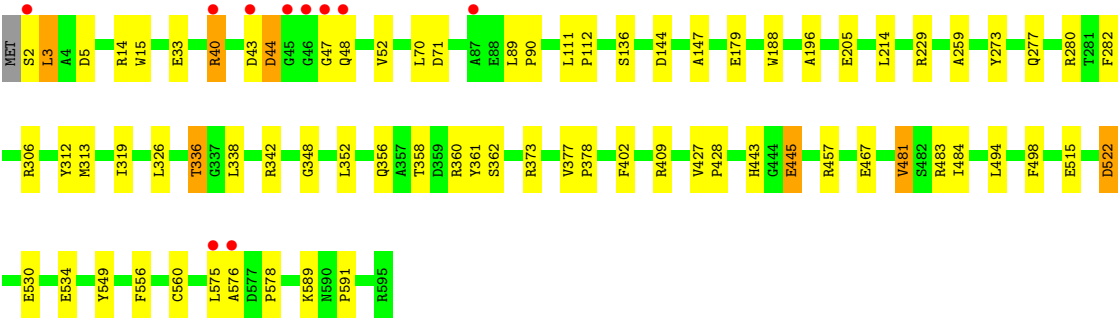 MET S2 L3 A4 D5 R14 W15 E33 R40 D43 D44 G45 G46 G47 Q48 V52 L70 D71 A87 E88 L89 P90 L111 P112 S136 D144 A147 E179 W188 A196 E205 L214 R229 A259 Y273 Q277 R280 T281 F282
R306 Y312 M313 I319 L326 T336 G337 L338 R342 G348 L352 Q356 A357 T358 D359 R360 Y361 S362 R373 V377 P378 F402 R409 V427 P428 H443 G444 E445 R457 E467 V481 S482 R483 I484 L494 F498 E515 D522
E530 E534 Y549 F556 C560 L575 A576 D577 P578 K589 N590 P591 R595